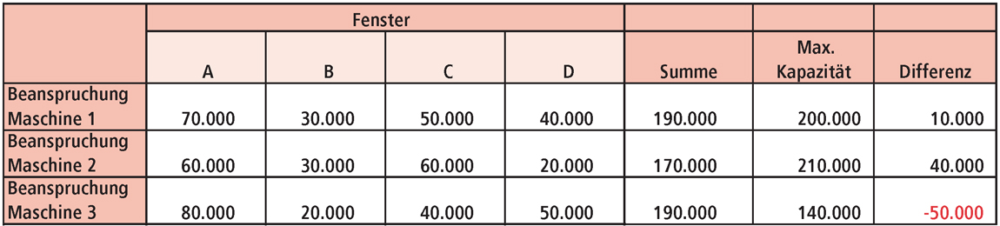 Fenster
A B C D Summe Max. Kapazität Differenz
Beanspruchung Maschine 1 70.000 30.000 50.000 40.000 190.000 200.000 10.000
Beanspruchung Maschine 2 60.000 30.000 60.000 20.000 170.000 210.000 40.000
Beanspruchung Maschine 3 80.000 20.000 40.000 50.000 190.000 140.000 -50.000